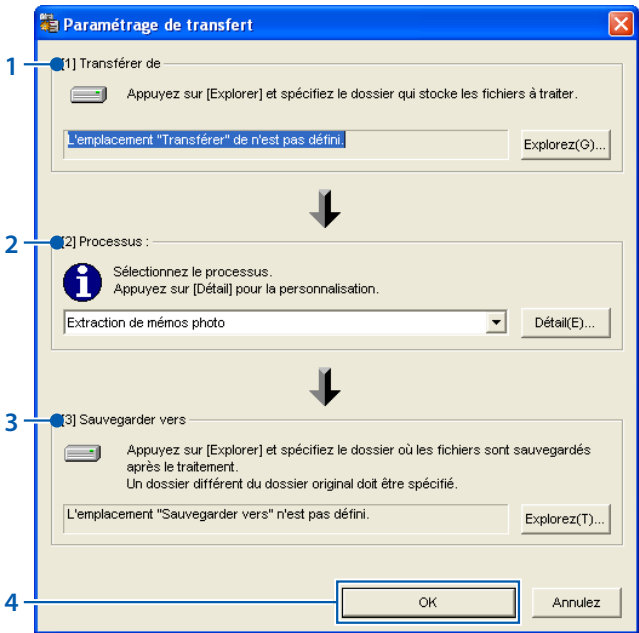 Paramétrage de transfert
1
[1] Transférer de
Appuyez sur [Explorer] et spécifiez le dossier qui stocke les fichiers à traiter.
L'emplacement "Transférer" de n'est pas défini.
Explorez(G)...
2
[2] Processus :
Sélectionnez le processus.
Appuyez sur [Détail] pour la personnalisation.
Extraction de mémos photo
Détail(E)...
3
[3] Sauvegarder vers
Appuyez sur [Explorer] et spécifiez le dossier où les fichiers sont sauvegardés
après le traitement.
Un dossier différent du dossier original doit être spécifié.
L'emplacement "Sauvegarder vers" n'est pas défini.
Explorez(T)...
4
OK
Annulez